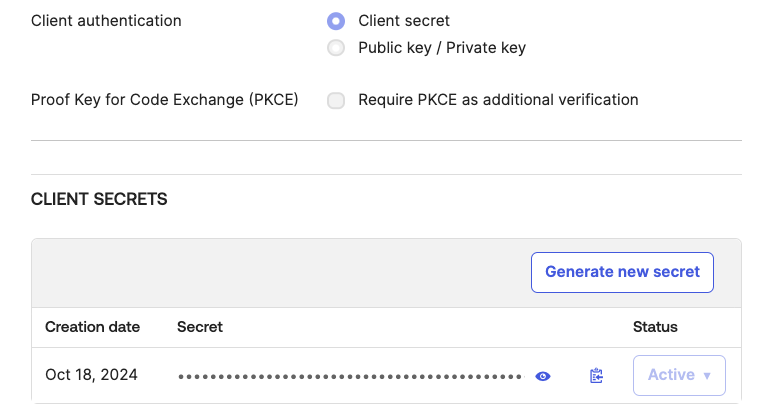 Client authentication
Client secret
Public key / Private key
Proof Key for Code Exchange (PKCE)
Require PKCE as additional verification
CLIENT SECRETS
Generate new secret
Creation date Secret Status
Oct 18, 2024 •••••••••••••••••••••••••••••••••••••••••••• Active ▾